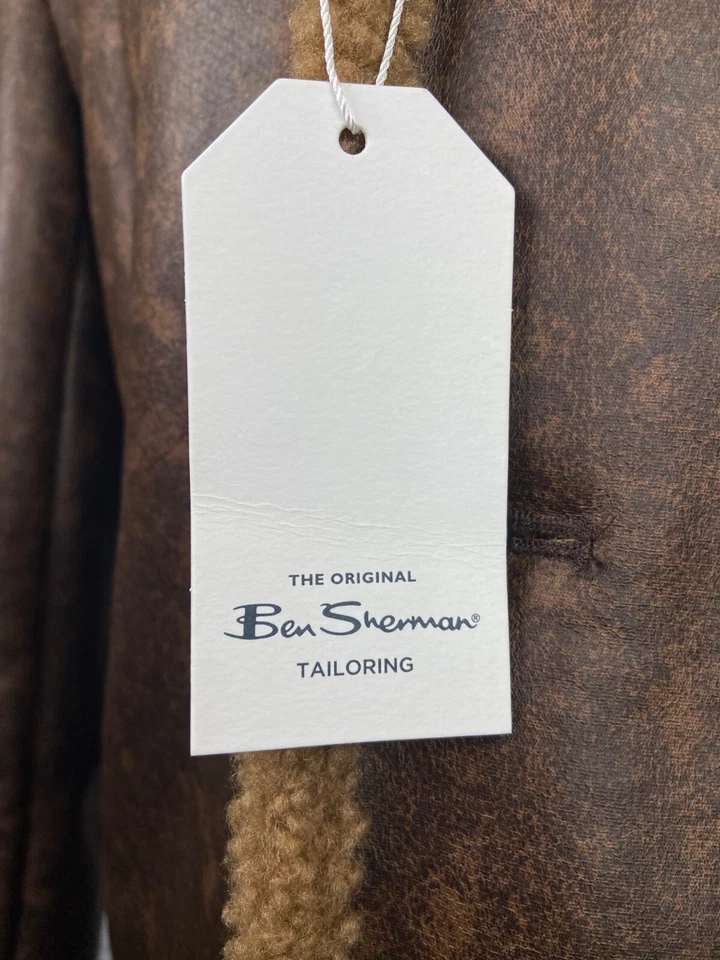 THE ORIGINAL
Ben Sherman®
TAILORING